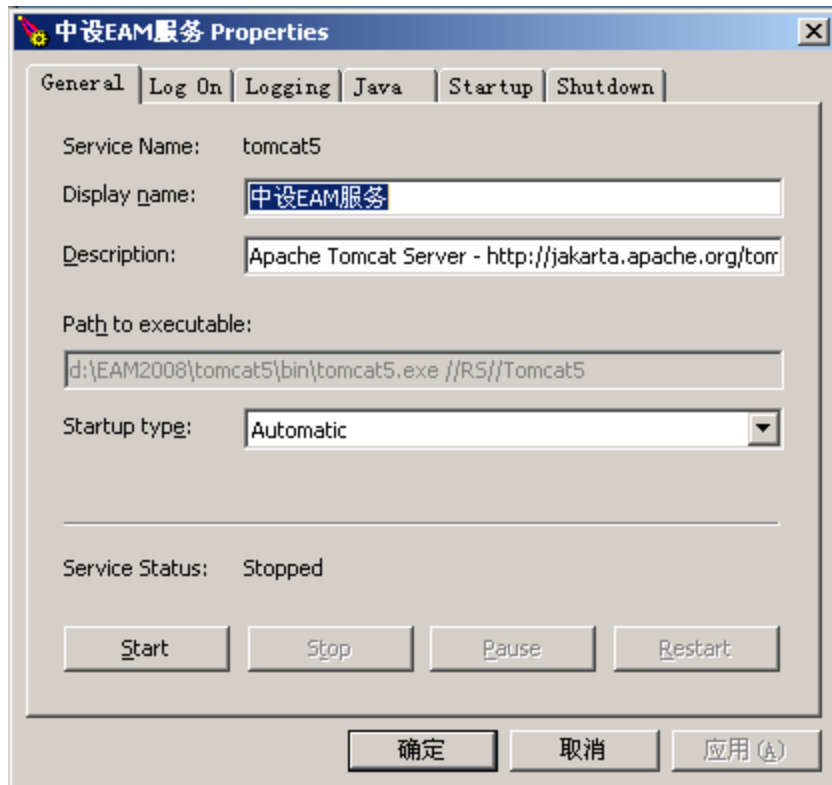 中设EAM服务 Properties
General Log On Logging Java Startup Shutdown
Service Name: tomcat5
Display name: 中设EAM服务
Description: Apache Tomcat Server - http://jakarta.apache.org/tom
Path to executable:
d:\EAM2008\tomcat5\bin\tomcat5.exe //RS//Tomcat5
Startup type: Automatic
Service Status: Stopped
Start Stop Pause Restart
确定 取消 应用(A)